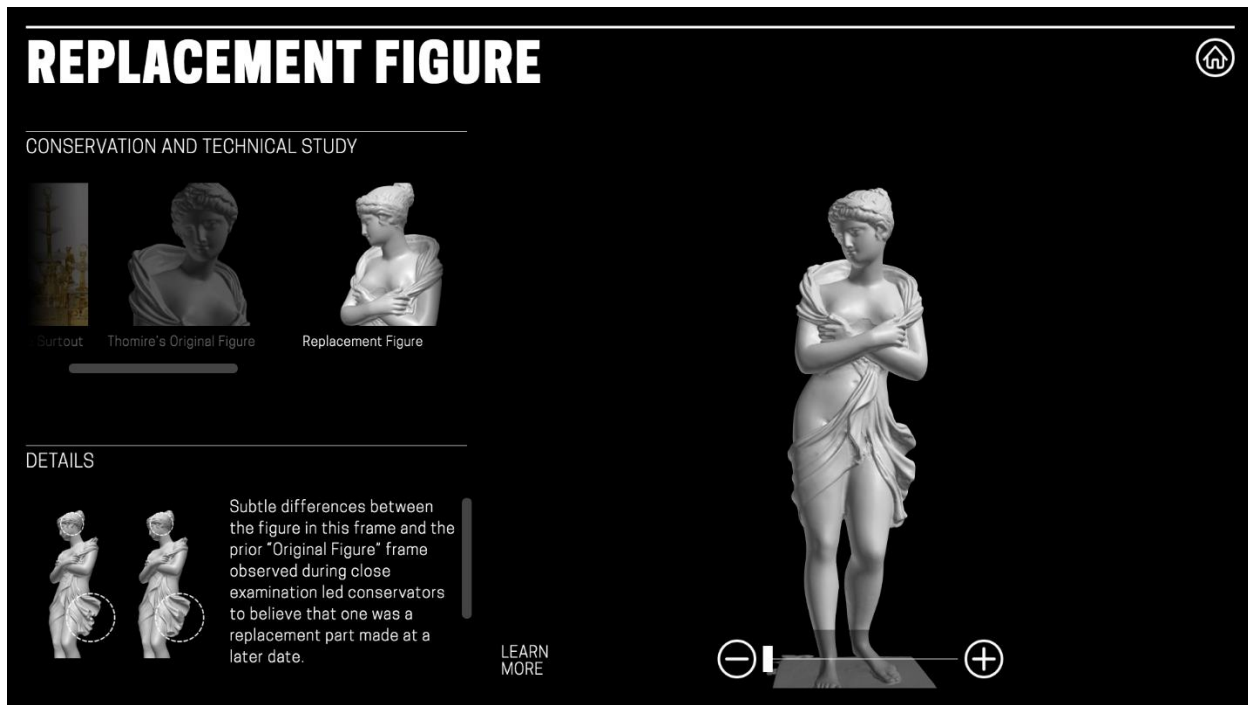 REPLACEMENT FIGURE
CONSERVATION AND TECHNICAL STUDY
Surtout
Thomire's Original Figure
Replacement Figure
DETAILS
Subtle differences between
the figure in this frame and the
prior "Original Figure" frame
observed during close
examination led conservators
to believe that one was a
replacement part made at a
later date.
LEARN
MORE